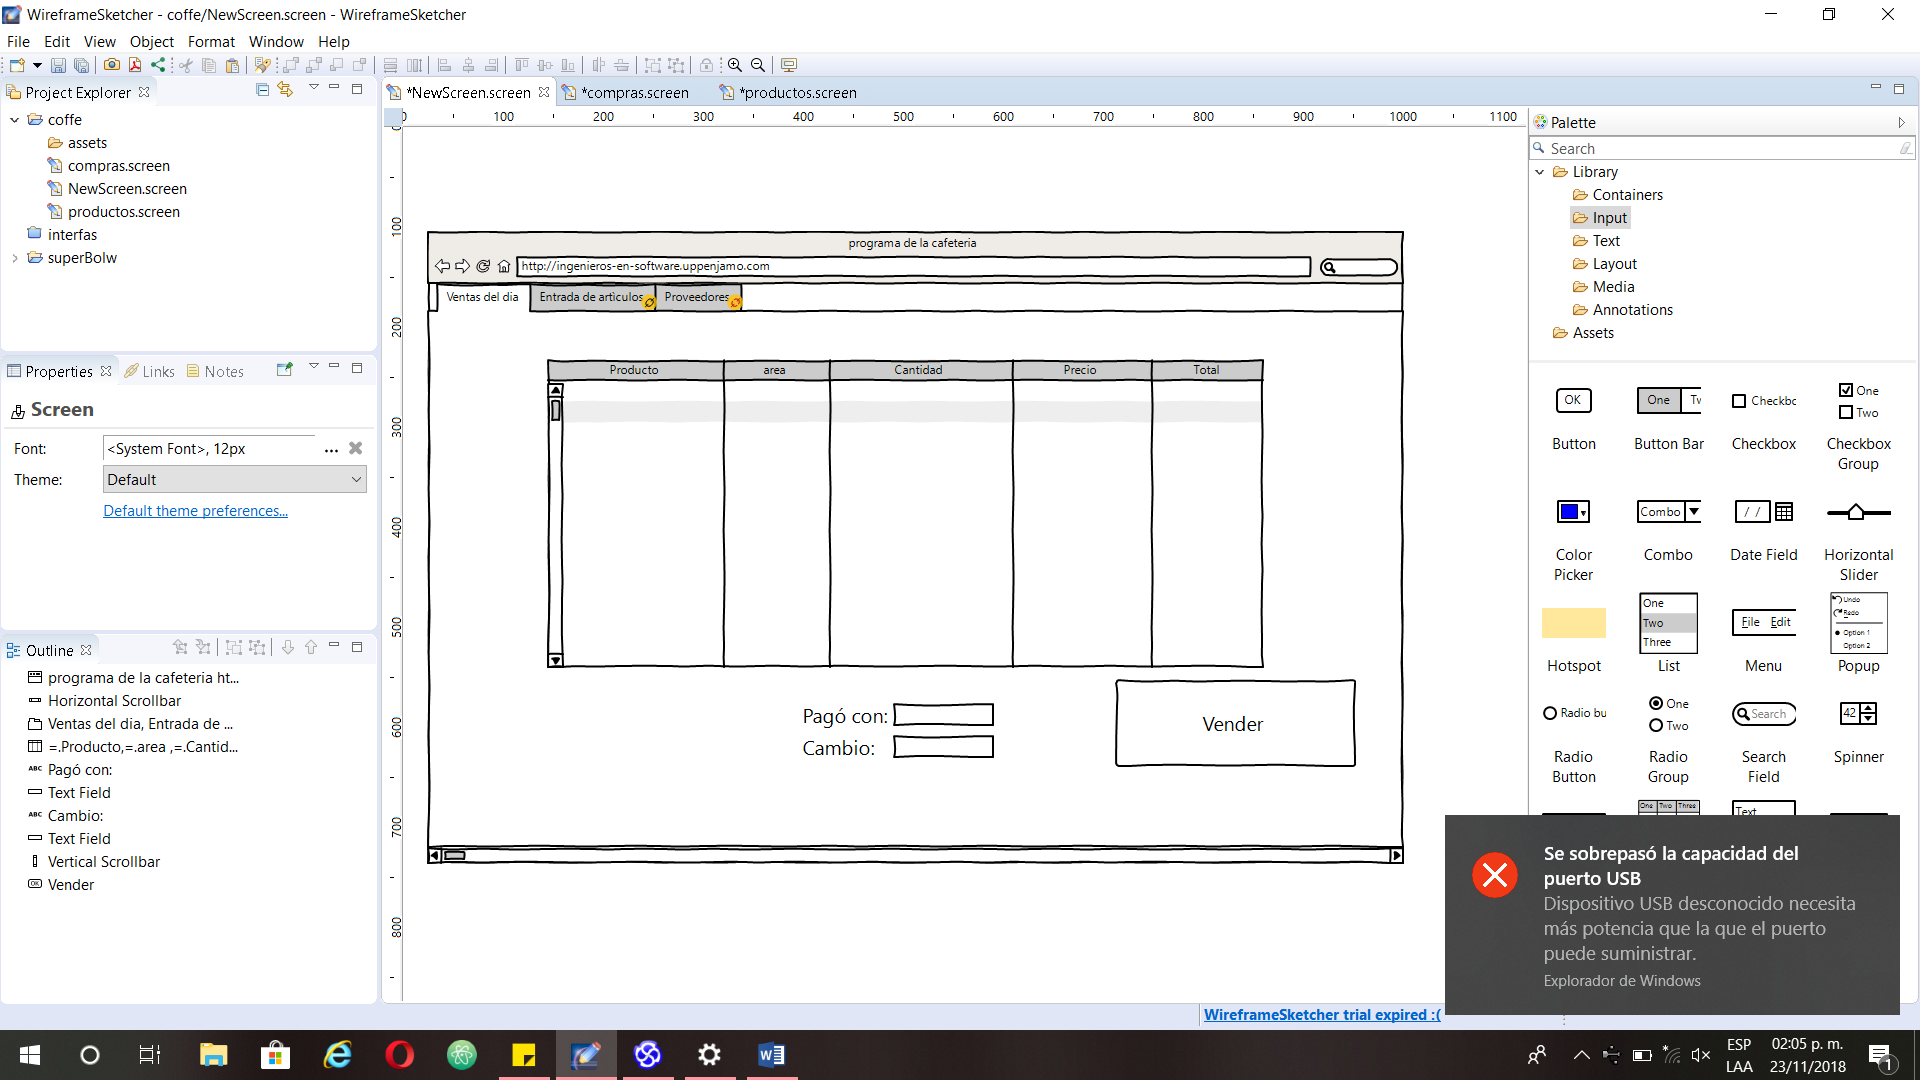 WireframeSketcher - coffe/NewScreen.screen - WireframeSketcher
File Edit View Object Format Window Help
Project Explorer
coffe
assets
compras.screen
NewScreen.screen
productos.screen
interfas
superBolw
Properties Links Notes
Screen
Font: <System Font>, 12px ...
Theme: Default
Default theme preferences...
Outline
programa de la cafeteria ht...
Horizontal Scrollbar
Ventas del dia, Entrada de ...
=.Producto,=.area ,=.Cantid...
ABC Pagó con:
Text Field
ABC Cambio:
Text Field
Vertical Scrollbar
OK Vender
*NewScreen.screen *compras.screen *productos.screen
0 100 200 300 400 500 600 700 800 900 1000 1100
0
100
200
300
400
500
600
700
800
programa de la cafeteria
http://ingenieros-en-software.uppenjamo.com
Ventas del dia Entrada de artìculos Proveedores
Producto area Cantidad Precio Total
Pagó con:
Cambio:
Vender
Palette
Search
Library
Containers
Input
Text
Layout
Media
Annotations
Assets
OK One Tv Checkbc One
Two
Button Button Bar Checkbox Checkbox
Group
Combo / /
Color
Picker
Combo Date Field Horizontal
Slider
One
Two
Three
File Edit
Undo
Redo
Option 1
Option 2
Hotspot List Menu Popup
Radio bu One
Two
Search 42
Radio
Button
Radio
Group
Search
Field
Spinner
One Two Three Text
Se sobrepasó la capacidad del
puerto USB
Dispositivo USB desconocido necesita
más potencia que la que el puerto
puede suministrar.
Explorador de Windows
WireframeSketcher trial expired :(
ESP
LAA
02:05 p. m.
23/11/2018
1